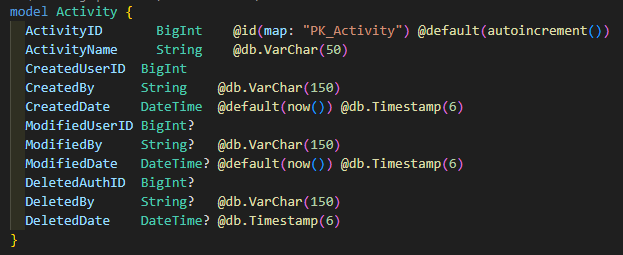 model Activity {
ActivityID BigInt @id(map: "PK_Activity") @default(autoincrement())
ActivityName String @db.VarChar(50)
CreatedUserID BigInt
CreatedBy String @db.VarChar(150)
CreatedDate DateTime @default(now()) @db.Timestamp(6)
ModifiedUserID BigInt?
ModifiedBy String? @db.VarChar(150)
ModifiedDate DateTime? @default(now()) @db.Timestamp(6)
DeletedAuthID BigInt?
DeletedBy String? @db.VarChar(150)
DeletedDate DateTime? @db.Timestamp(6)
}